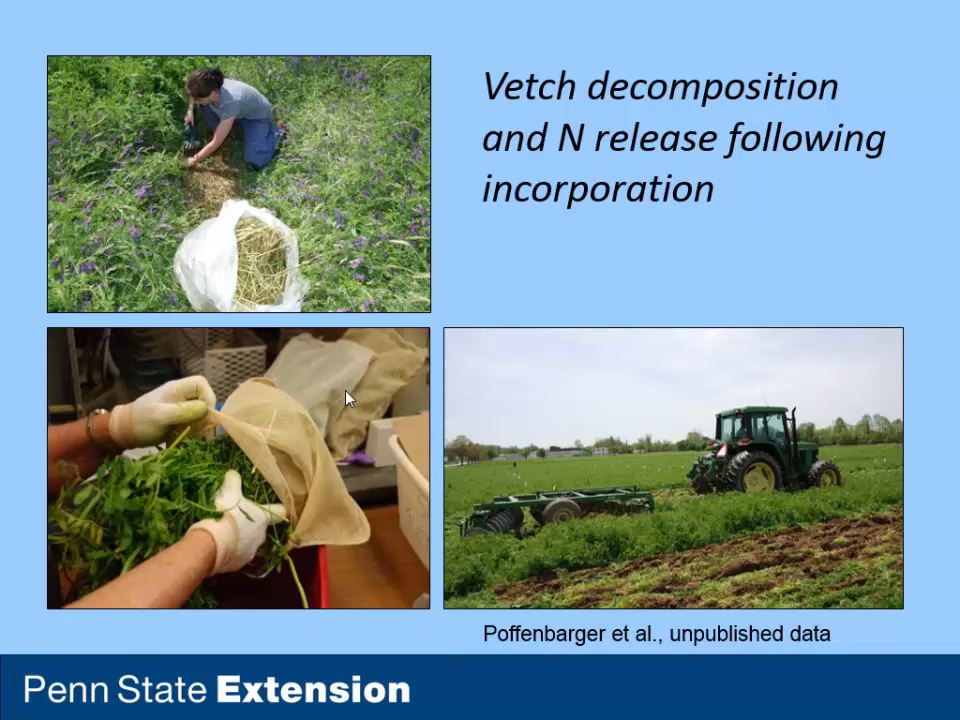 Vetch decomposition
and N release following
incorporation
Poffenbarger et al., unpublished data
Penn State Extension